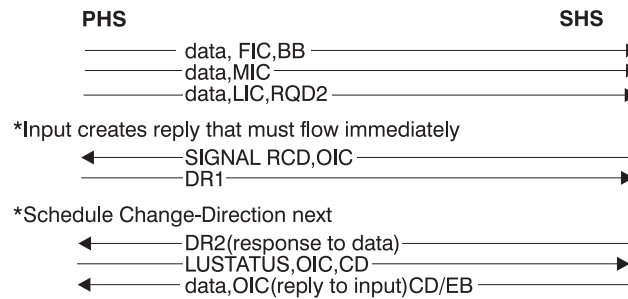 PHS SHS
data, FIC,BB
data,MIC
data,LIC,RQD2
*Input creates reply that must flow immediately
SIGNAL RCD,OIC
DR1
*Schedule Change-Direction next
DR2(response to data)
LUSTATUS,OIC,CD
data,OIC(reply to input)CD/EB